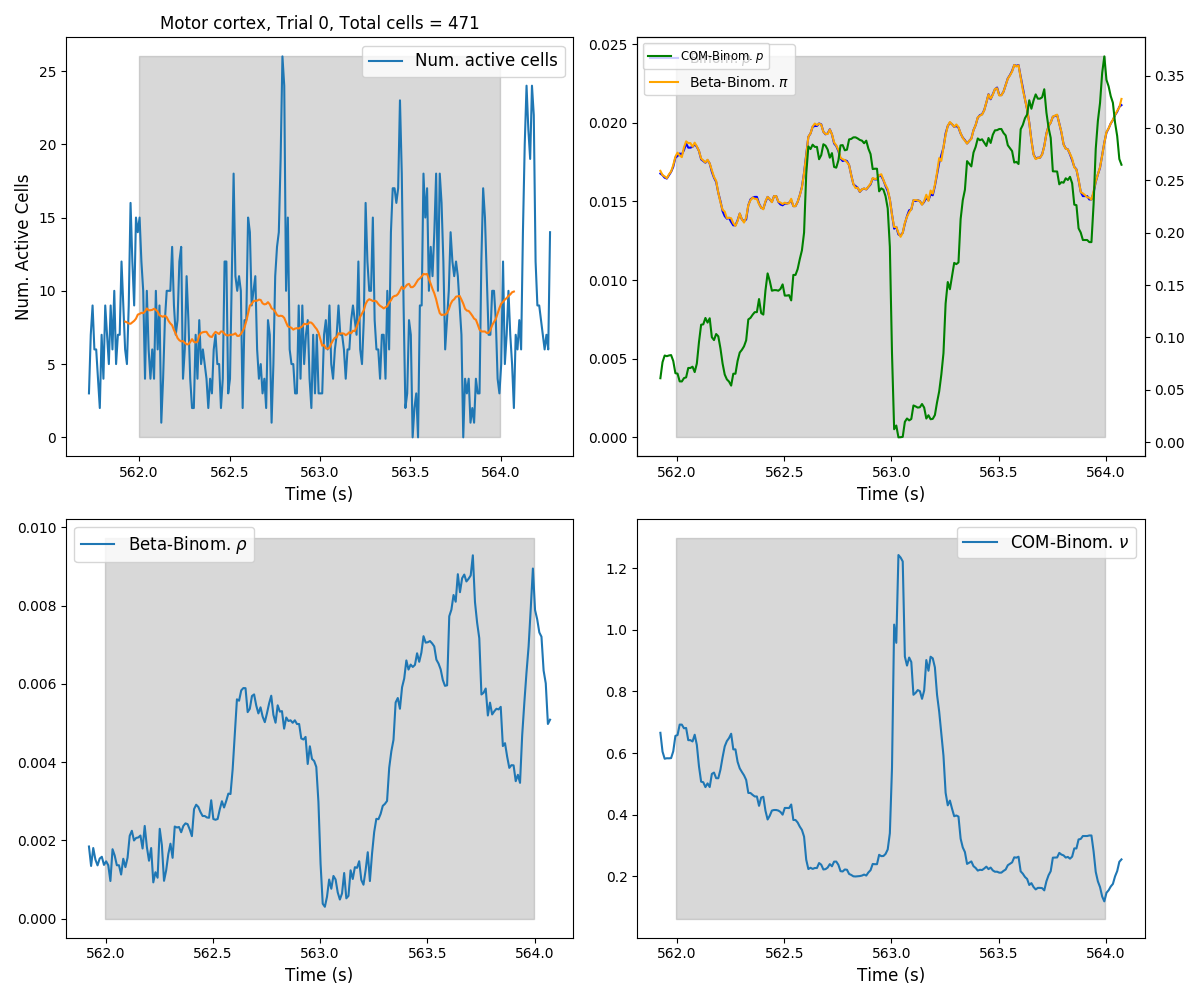 Motor cortex, Trial 0, Total cells = 471
Num. active cells
Num. Active Cells
25
20
15
10
5
0
562.0 562.5 563.0 563.5 564.0
Time (s)
COM-Binom. p
Beta-Binom. π
0.025
0.020
0.015
0.010
0.005
0.000
0.35
0.30
0.25
0.20
0.15
0.10
0.05
0.00
562.0 562.5 563.0 563.5 564.0
Time (s)
Beta-Binom. ρ
0.010
0.008
0.006
0.004
0.002
0.000
562.0 562.5 563.0 563.5 564.0
Time (s)
COM-Binom. ν
1.2
1.0
0.8
0.6
0.4
0.2
562.0 562.5 563.0 563.5 564.0
Time (s)